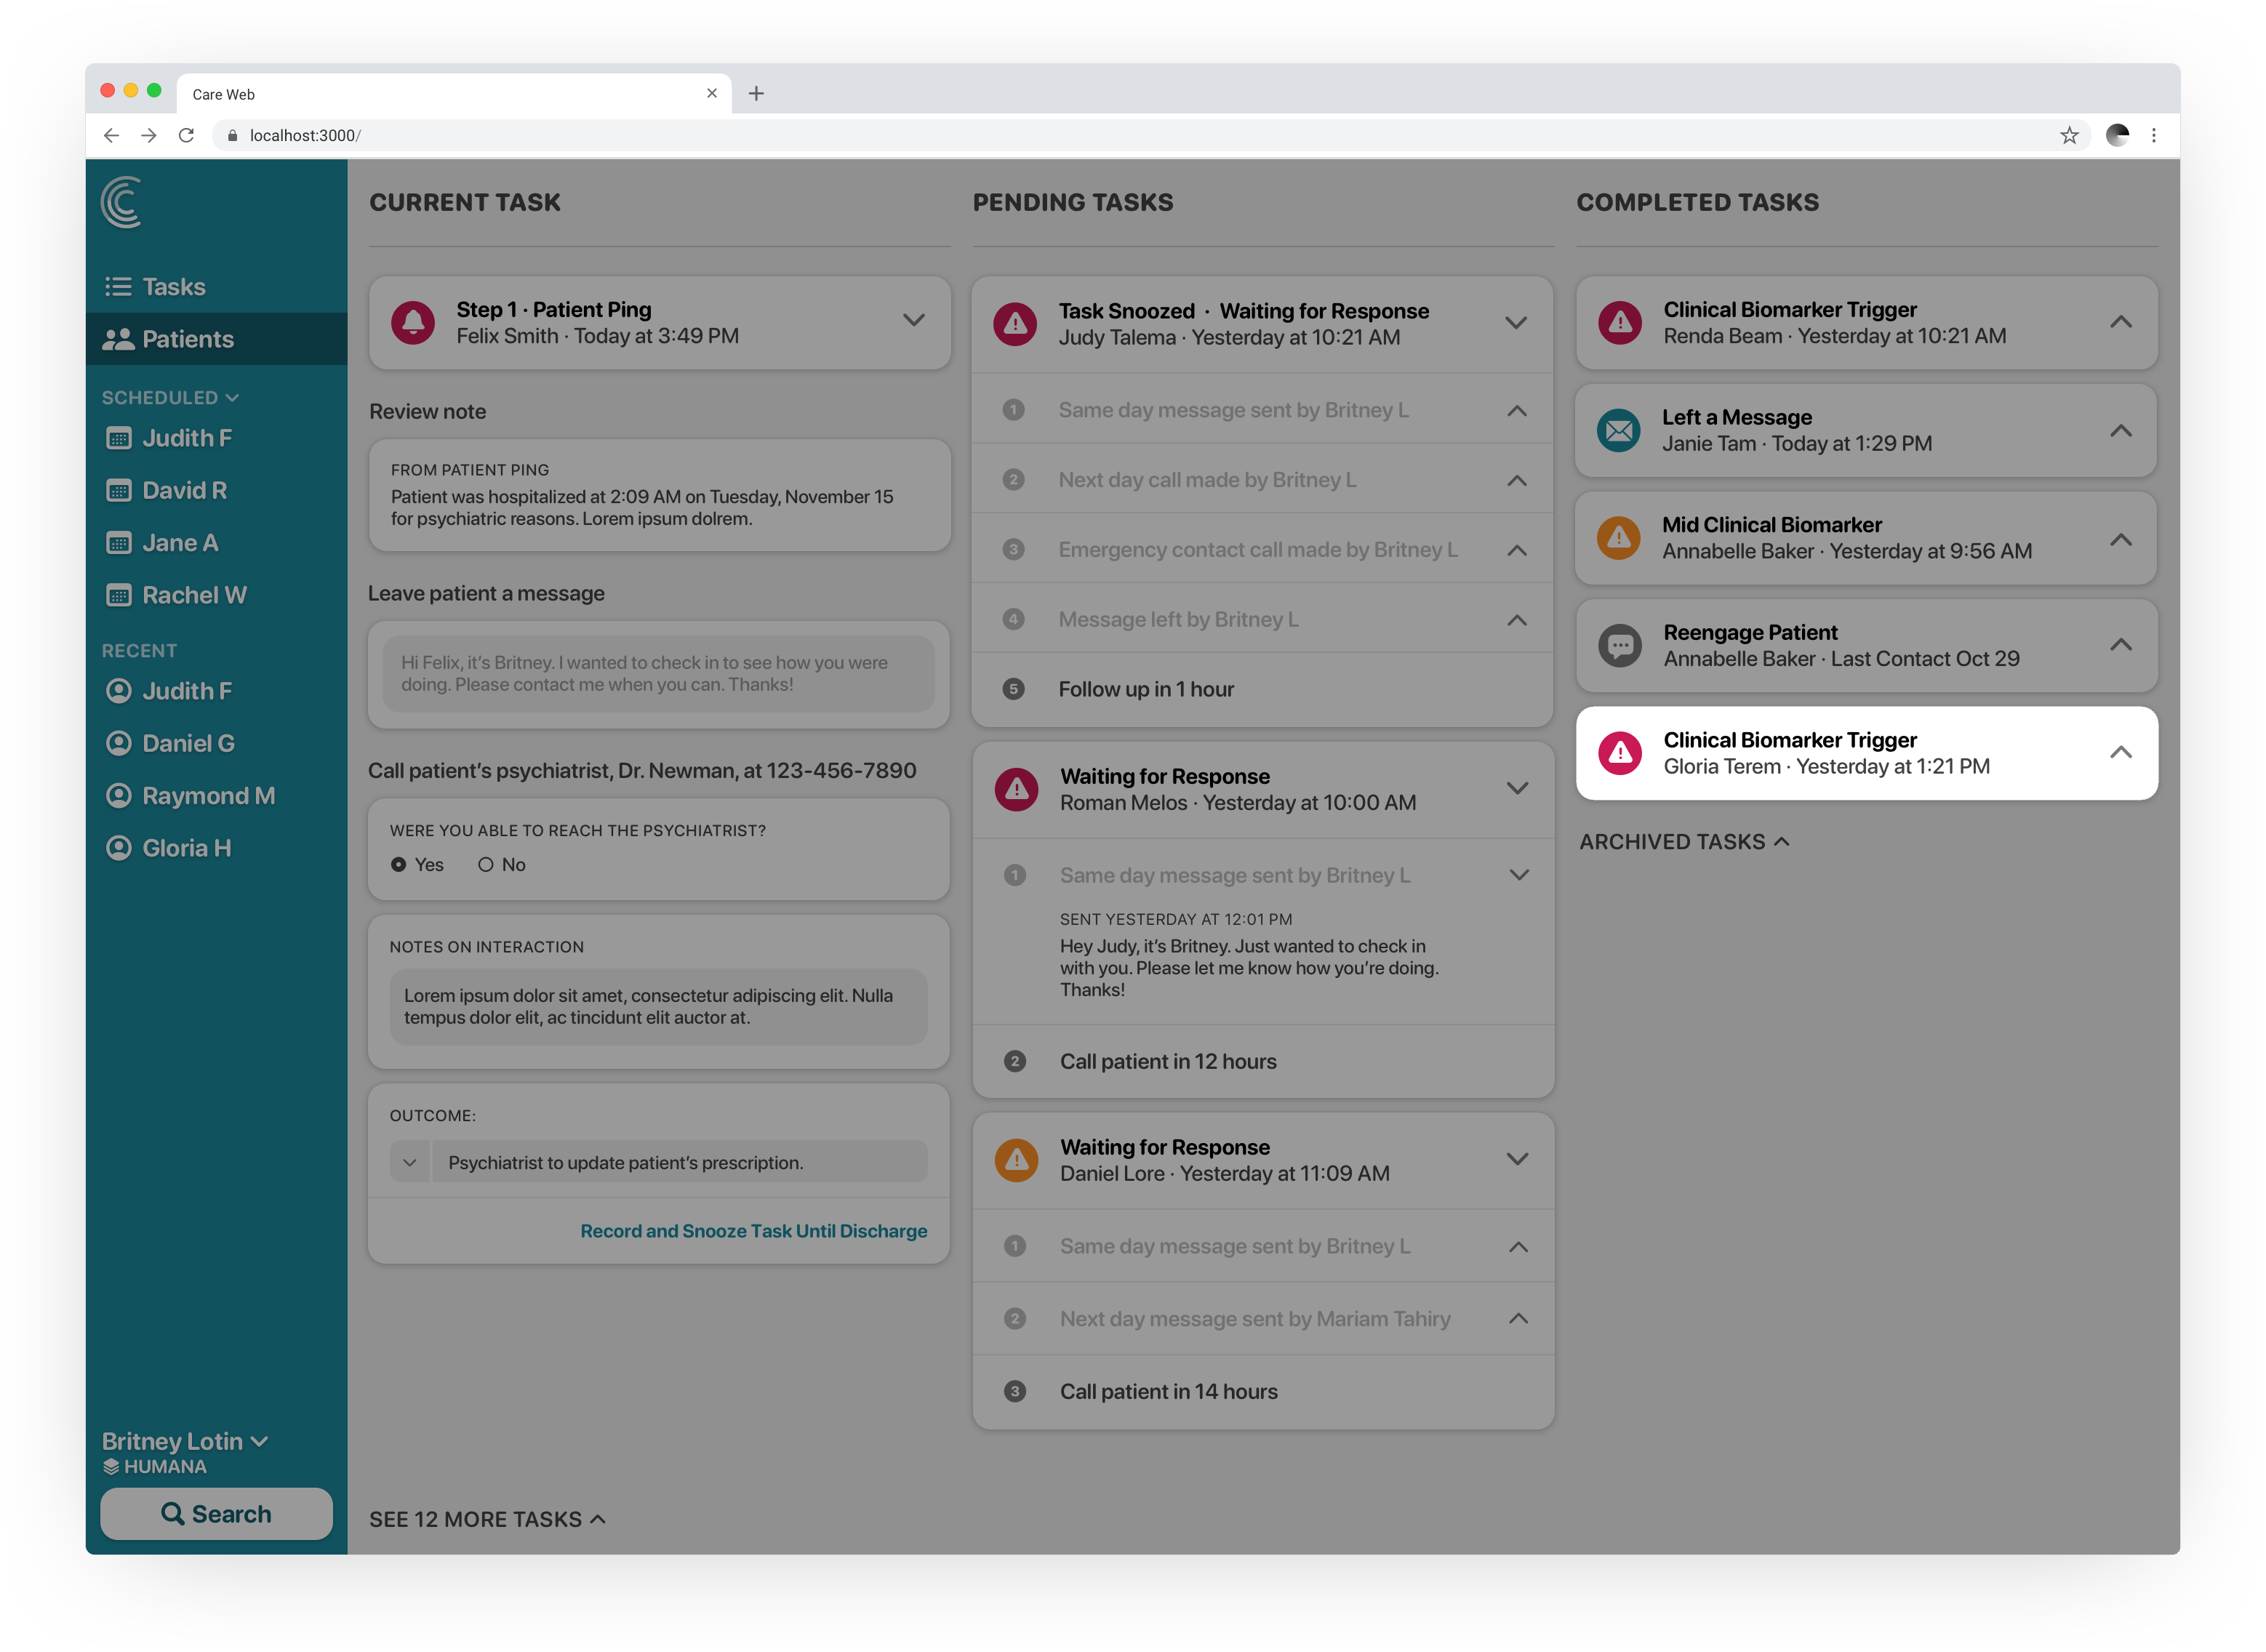 Care Web
localhost:3000/
Tasks
Patients
SCHEDULED
Judith F
David R
Jane A
Rachel W
RECENT
Judith F
Daniel G
Raymond M
Gloria H
Britney Lotin
HUMANA
Search
CURRENT TASK
Step 1 · Patient Ping
Felix Smith · Today at 3:49 PM
Review note
FROM PATIENT PING
Patient was hospitalized at 2:09 AM on Tuesday, November 15
for psychiatric reasons. Lorem ipsum dolrem.
Leave patient a message
Hi Felix, it’s Britney. I wanted to check in to see how you were
doing. Please contact me when you can. Thanks!
Call patient’s psychiatrist, Dr. Newman, at 123-456-7890
WERE YOU ABLE TO REACH THE PSYCHIATRIST?
Yes No
NOTES ON INTERACTION
Lorem ipsum dolor sit amet, consectetur adipiscing elit. Nulla
tempus dolor elit, ac tincidunt elit auctor at.
OUTCOME:
Psychiatrist to update patient’s prescription.
Record and Snooze Task Until Discharge
SEE 12 MORE TASKS
PENDING TASKS
Task Snoozed · Waiting for Response
Judy Talema · Yesterday at 10:21 AM
1 Same day message sent by Britney L
2 Next day call made by Britney L
3 Emergency contact call made by Britney L
4 Message left by Britney L
5 Follow up in 1 hour
Waiting for Response
Roman Melos · Yesterday at 10:00 AM
1 Same day message sent by Britney L
SENT YESTERDAY AT 12:01 PM
Hey Judy, it’s Britney. Just wanted to check in
with you. Please let me know how you’re doing.
Thanks!
2 Call patient in 12 hours
Waiting for Response
Daniel Lore · Yesterday at 11:09 AM
1 Same day message sent by Britney L
2 Next day message sent by Mariam Tahiry
3 Call patient in 14 hours
COMPLETED TASKS
Clinical Biomarker Trigger
Renda Beam · Yesterday at 10:21 AM
Left a Message
Janie Tam · Today at 1:29 PM
Mid Clinical Biomarker
Annabelle Baker · Yesterday at 9:56 AM
Reengage Patient
Annabelle Baker · Last Contact Oct 29
Clinical Biomarker Trigger
Gloria Terem · Yesterday at 1:21 PM
ARCHIVED TASKS